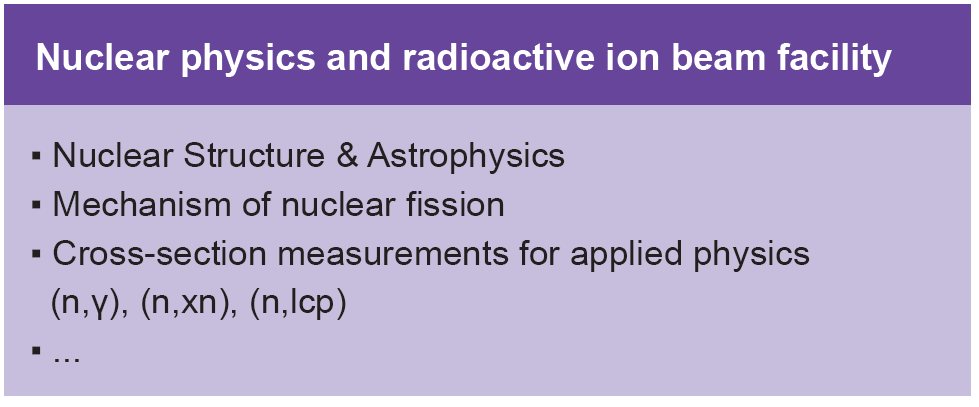 Nuclear physics and radioactive ion beam facility
▪ Nuclear Structure & Astrophysics
▪ Mechanism of nuclear fission
▪ Cross-section measurements for applied physics
(n,γ), (n,xn), (n,lcp)
▪ ...